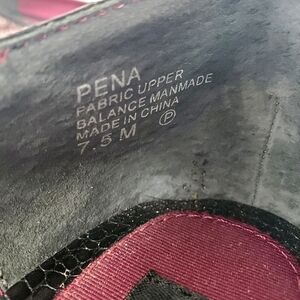 PENA
FABRIC UPPER
BALANCE MANMADE
MADE IN CHINA
7.5 M P